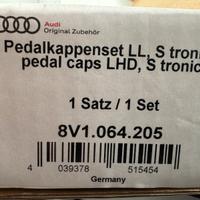 Audi
Original Zubehör
Pedalkappenset LL, S troni
pedal caps LHD, S tronic
1 Satz / 1 Set
8V1.064.205
4 039378 515454
Germany